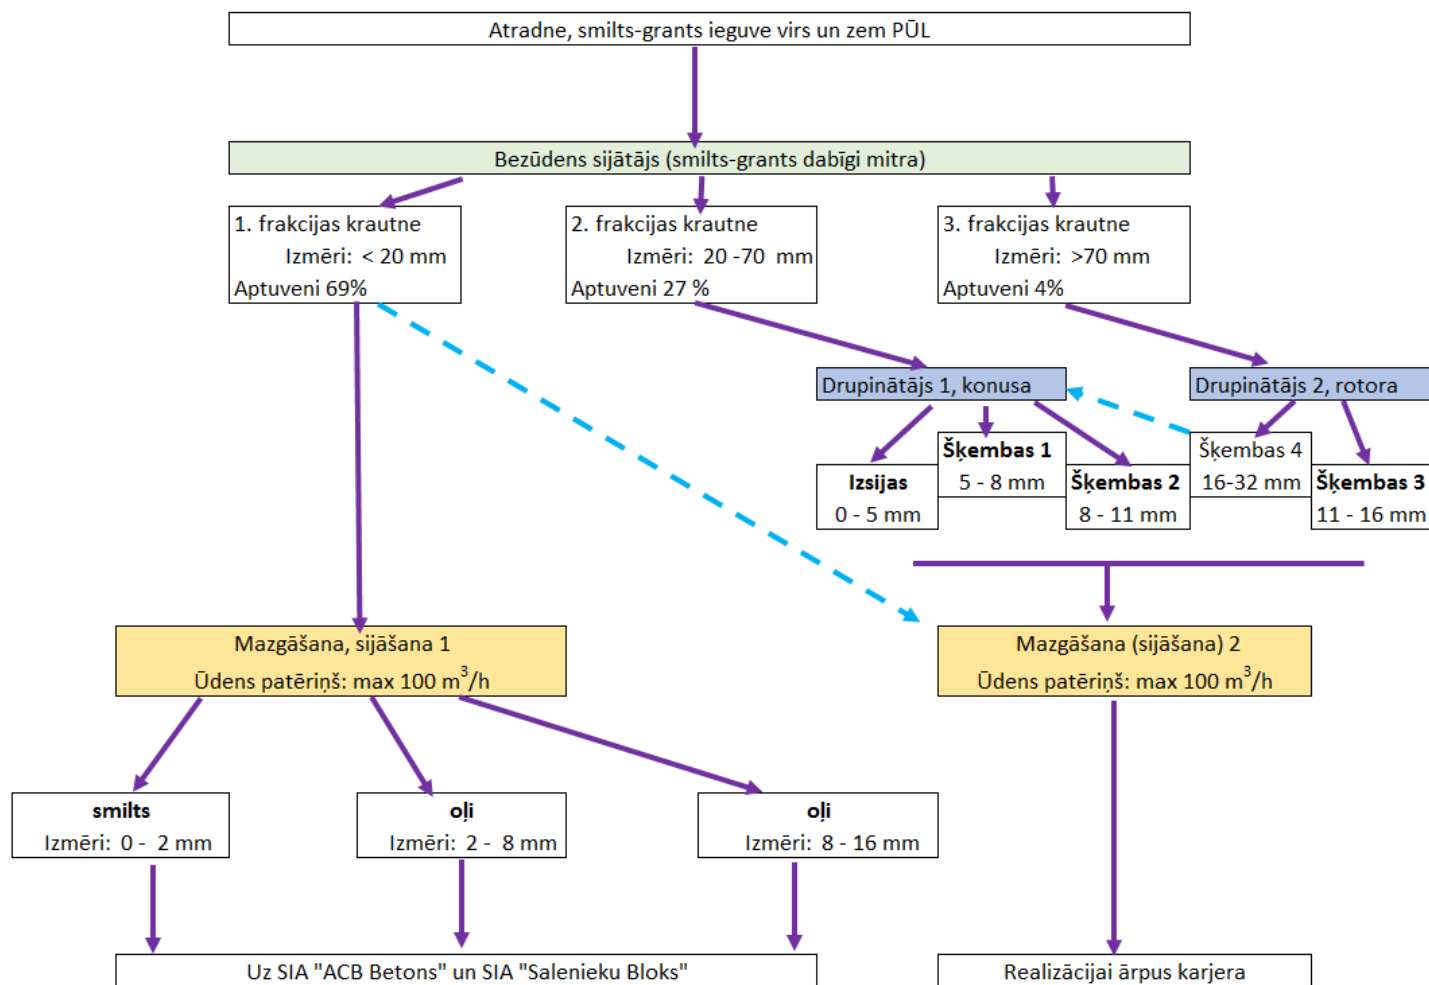 Atradne, smilts-grants ieguve virs un zem PŪL
Bezūdens sijātājs (smilts-grants dabīgi mitra)
1. frakcijas krautne
Izmēri: < 20 mm
Aptuveni 69%
2. frakcijas krautne
Izmēri: 20 -70 mm
Aptuveni 27 %
3. frakcijas krautne
Izmēri: >70 mm
Aptuveni 4%
Drupinātājs 1, konusa
Drupinātājs 2, rotora
Izsijas
0 - 5 mm
Šķembas 1
5 - 8 mm
Šķembas 2
8 - 11 mm
Šķembas 4
16-32 mm
Šķembas 3
11 - 16 mm
Mazgāšana, sijāšana 1
Ūdens patēriņš: max 100 m³/h
Mazgāšana (sijāšana) 2
Ūdens patēriņš: max 100 m³/h
smilts
Izmēri: 0 - 2 mm
oļi
Izmēri: 2 - 8 mm
oļi
Izmēri: 8 - 16 mm
Uz SIA "ACB Betons" un SIA "Salenieku Bloks"
Realizācijai ārpus karjera